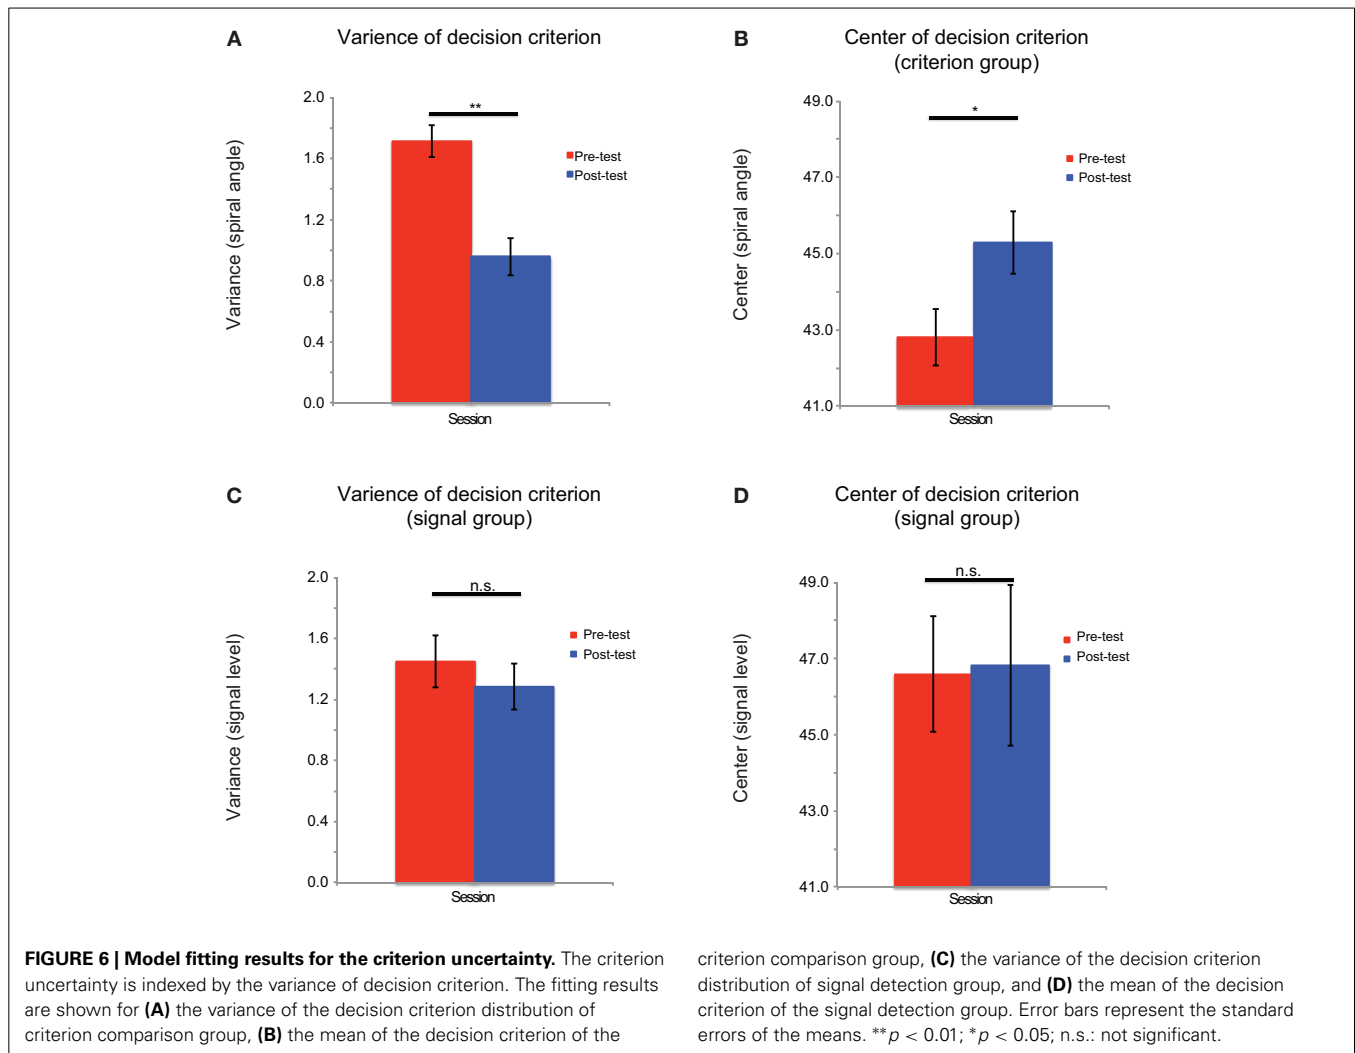 A
Varience of decision criterion
Variance (spiral angle)
2.0
1.6
1.2
0.8
0.4
0.0
**
Pre-test
Post-test
Session
B
Center of decision criterion
(criterion group)
Center (spiral angle)
49.0
47.0
45.0
43.0
41.0
*
Pre-test
Post-test
Session
C
Varience of decision criterion
(signal group)
Variance (signal level)
2.0
1.6
1.2
0.8
0.4
0.0
n.s.
Pre-test
Post-test
Session
D
Center of decision criterion
(signal group)
Center (signal level)
49.0
47.0
45.0
43.0
41.0
n.s.
Pre-test
Post-test
Session
FIGURE 6 | Model fitting results for the criterion uncertainty. The criterion
uncertainty is indexed by the variance of decision criterion. The fitting results
are shown for (A) the variance of the decision criterion distribution of
criterion comparison group, (B) the mean of the decision criterion of the
criterion comparison group, (C) the variance of the decision criterion
distribution of signal detection group, and (D) the mean of the decision
criterion of the signal detection group. Error bars represent the standard
errors of the means. **p < 0.01; *p < 0.05; n.s.: not significant.